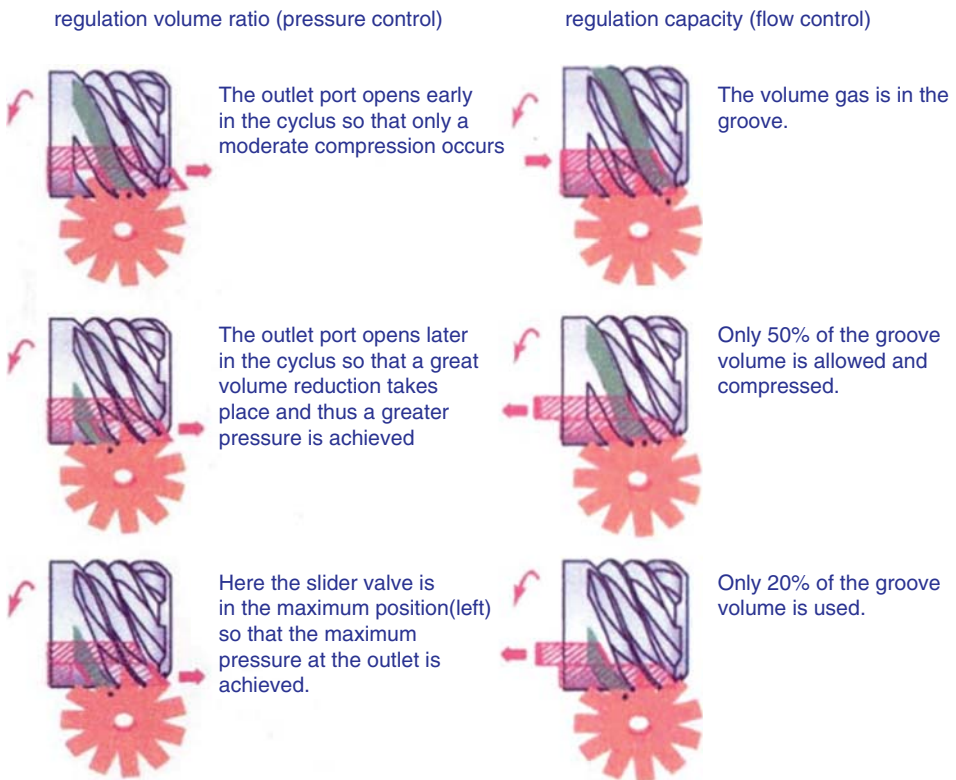 regulation volume ratio (pressure control)
regulation capacity (flow control)
The outlet port opens early
in the cyclus so that only a
moderate compression occurs
The volume gas is in the
groove.
The outlet port opens later
in the cyclus so that a great
volume reduction takes
place and thus a greater
pressure is achieved
Only 50% of the groove
volume is allowed and
compressed.
Here the slider valve is
in the maximum position(left)
so that the maximum
pressure at the outlet is
achieved.
Only 20% of the groove
volume is used.